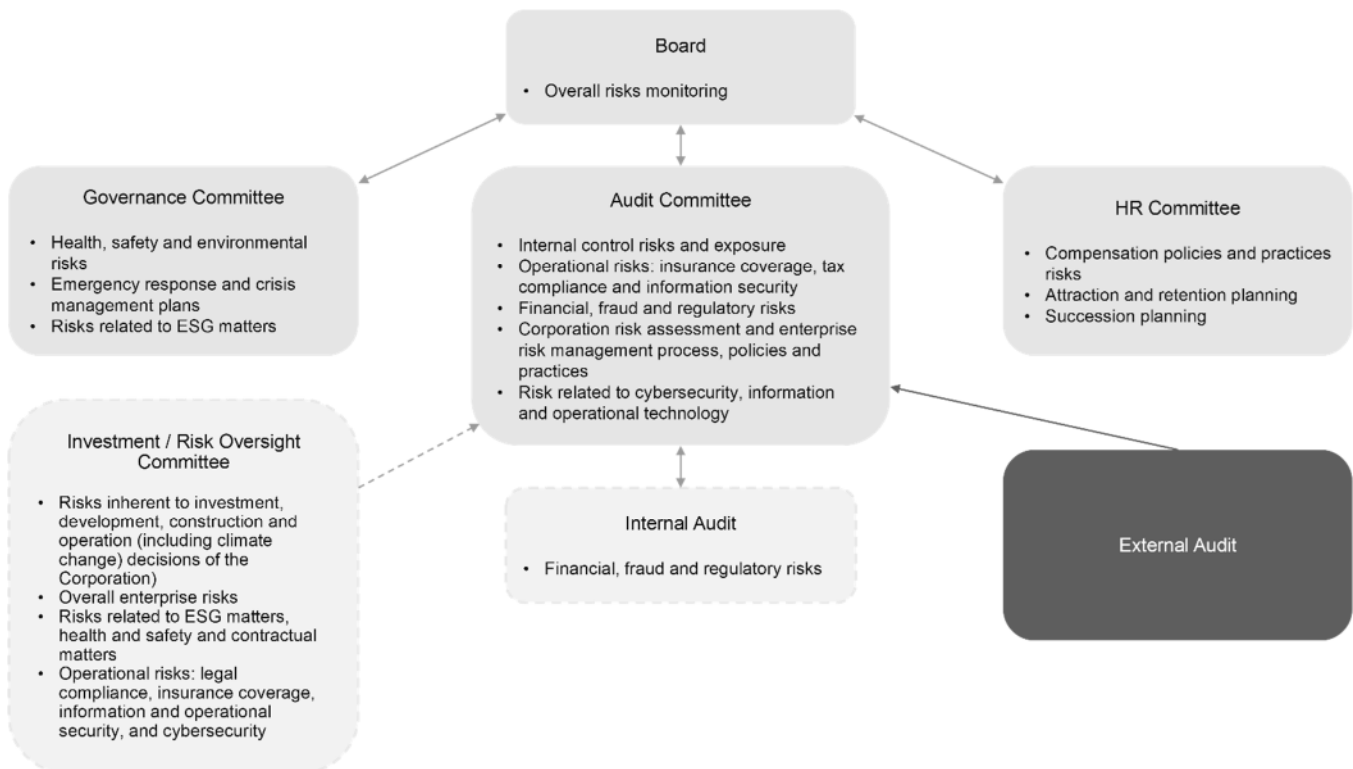 Board
• Overall risks monitoring
Governance Committee
• Health, safety and environmental
risks
• Emergency response and crisis
management plans
• Risks related to ESG matters
Audit Committee
• Internal control risks and exposure
• Operational risks: insurance coverage, tax
compliance and information security
• Financial, fraud and regulatory risks
• Corporation risk assessment and enterprise
risk management process, policies and
practices
• Risk related to cybersecurity, information
and operational technology
HR Committee
• Compensation policies and practices
risks
• Attraction and retention planning
• Succession planning
Investment / Risk Oversight
Committee
• Risks inherent to investment,
development, construction and
operation (including climate
change) decisions of the
Corporation)
• Overall enterprise risks
• Risks related to ESG matters,
health and safety and contractual
matters
• Operational risks: legal
compliance, insurance coverage,
information and operational
security, and cybersecurity
Internal Audit
• Financial, fraud and regulatory risks
External Audit